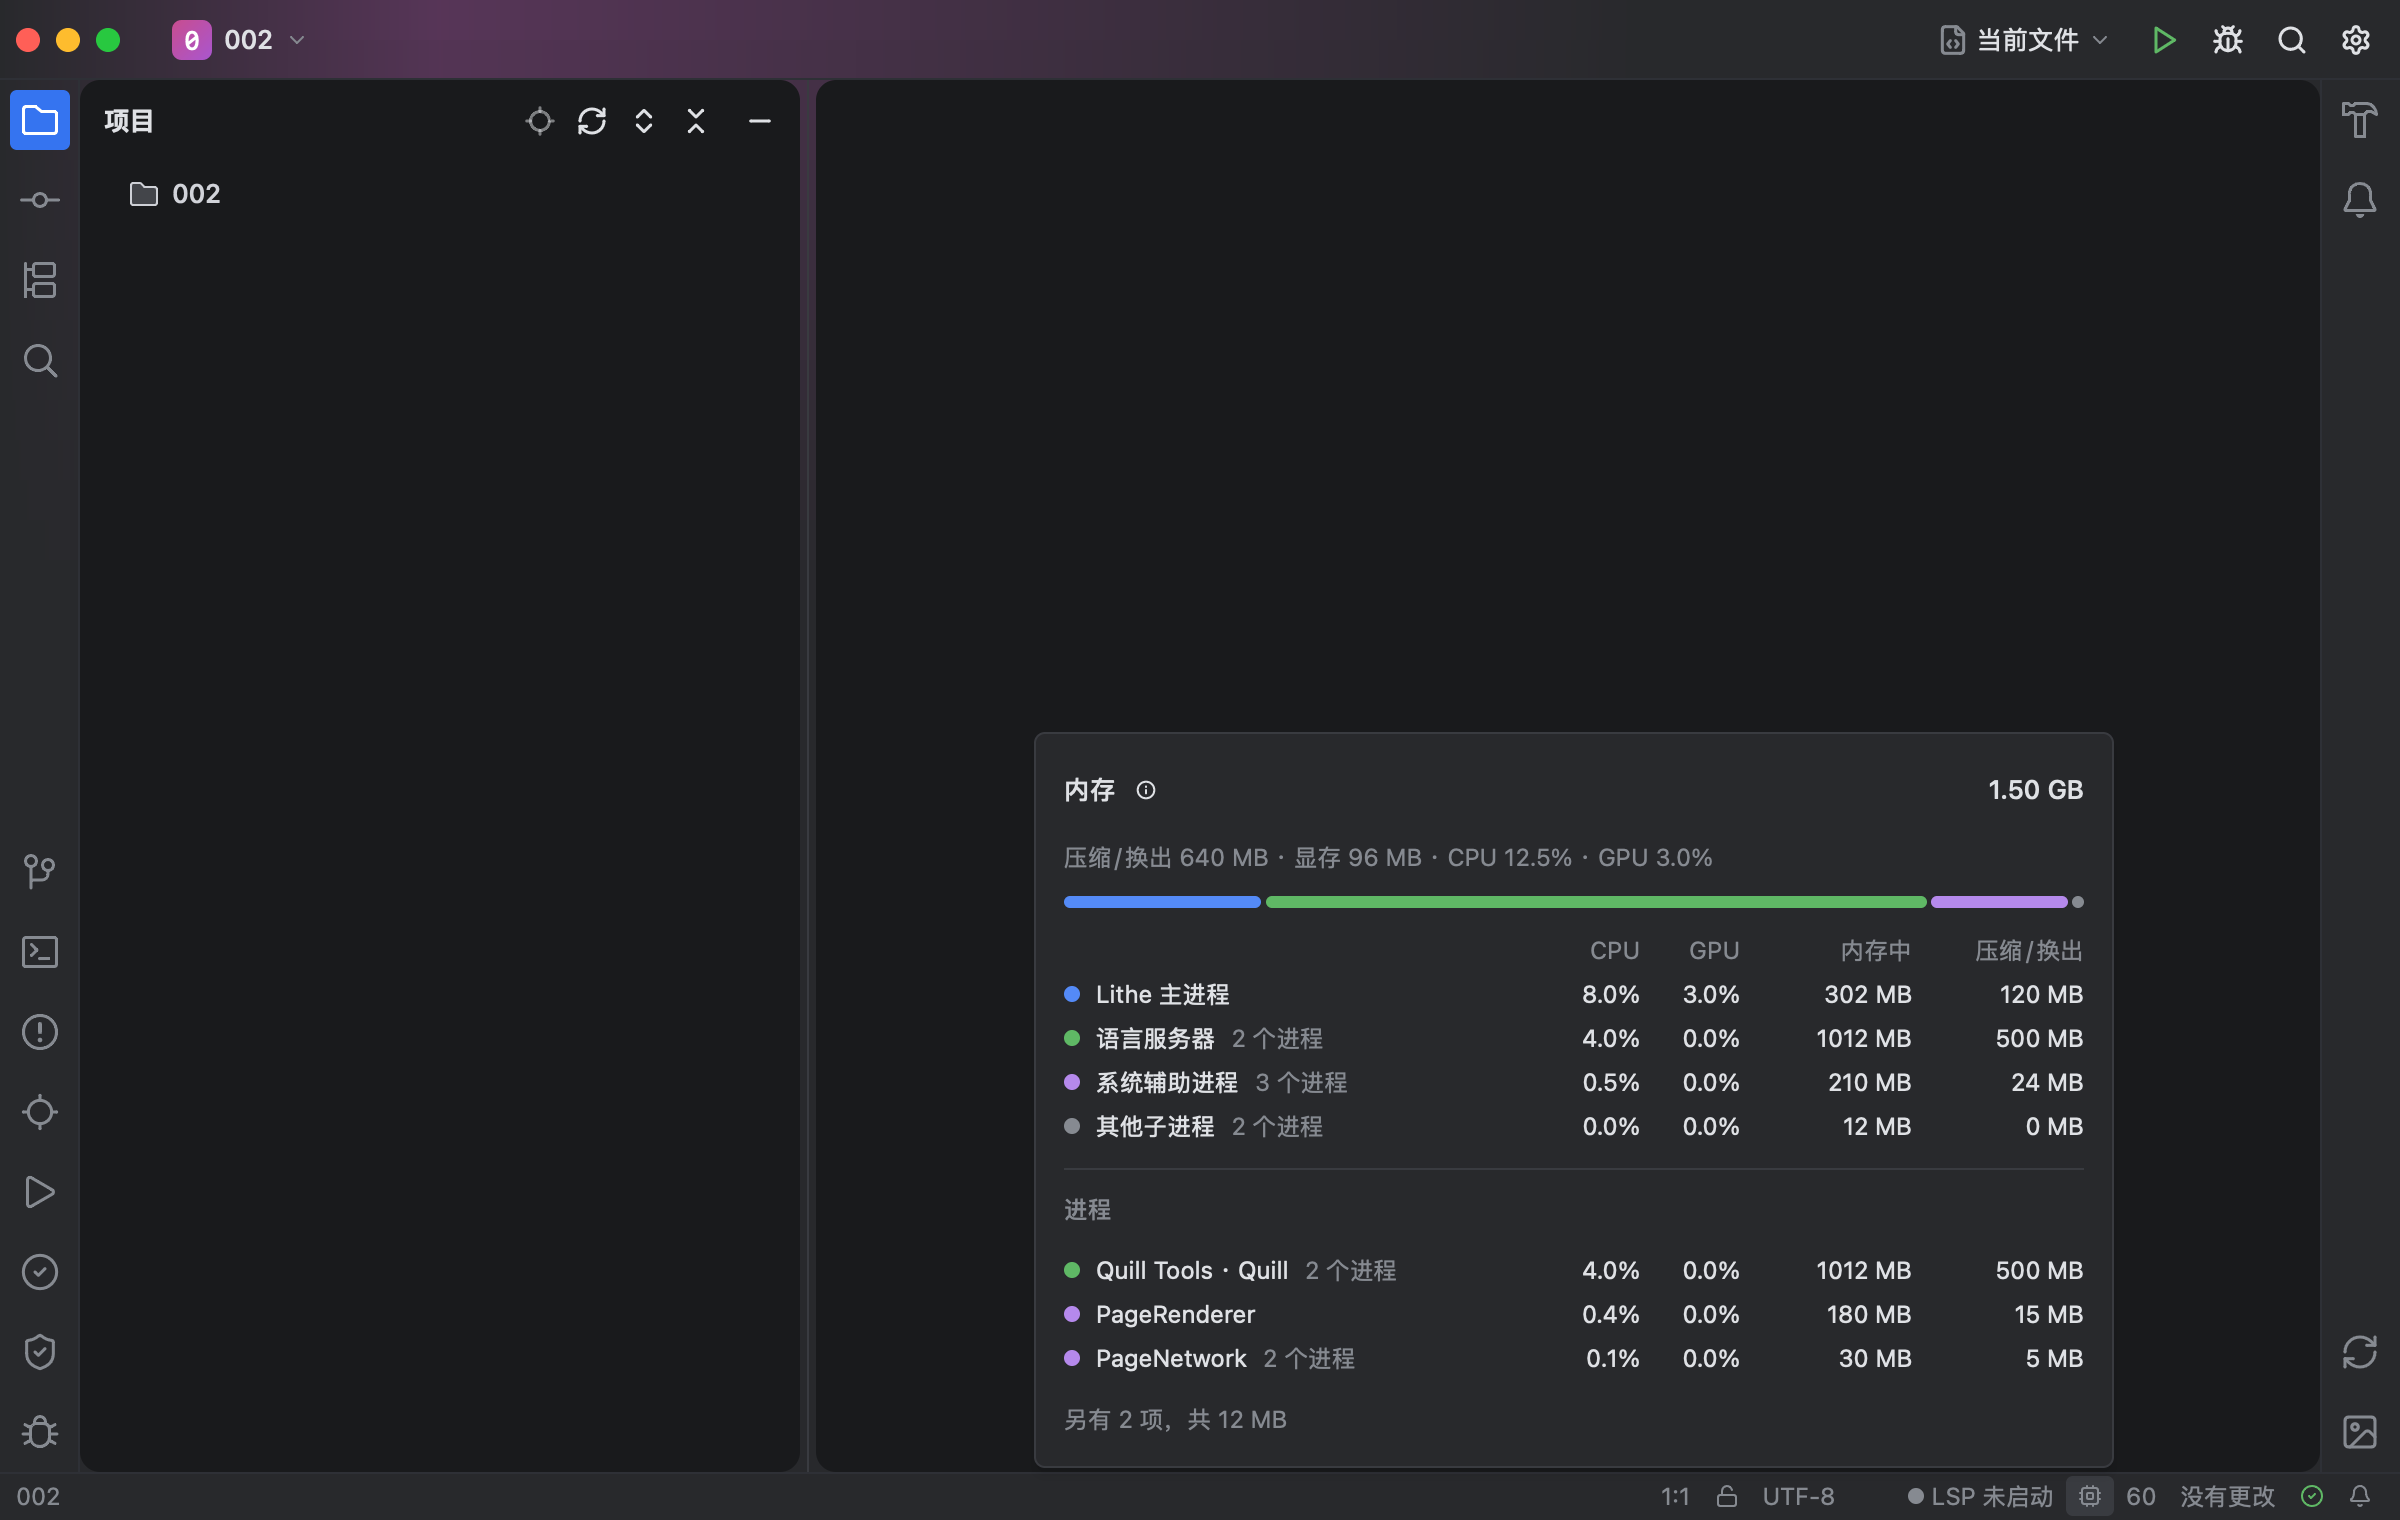 0 002 当前文件
项目
002
内存 1.50 GB
压缩/换出 640 MB · 显存 96 MB · CPU 12.5% · GPU 3.0%
CPU GPU 内存中 压缩/换出
Lithe 主进程 8.0% 3.0% 302 MB 120 MB
语言服务器 2 个进程 4.0% 0.0% 1012 MB 500 MB
系统辅助进程 3 个进程 0.5% 0.0% 210 MB 24 MB
其他子进程 2 个进程 0.0% 0.0% 12 MB 0 MB
进程
Quill Tools · Quill 2 个进程 4.0% 0.0% 1012 MB 500 MB
PageRenderer 0.4% 0.0% 180 MB 15 MB
PageNetwork 2 个进程 0.1% 0.0% 30 MB 5 MB
另有 2 项，共 12 MB
002 1:1 UTF-8 LSP 未启动 60 没有更改